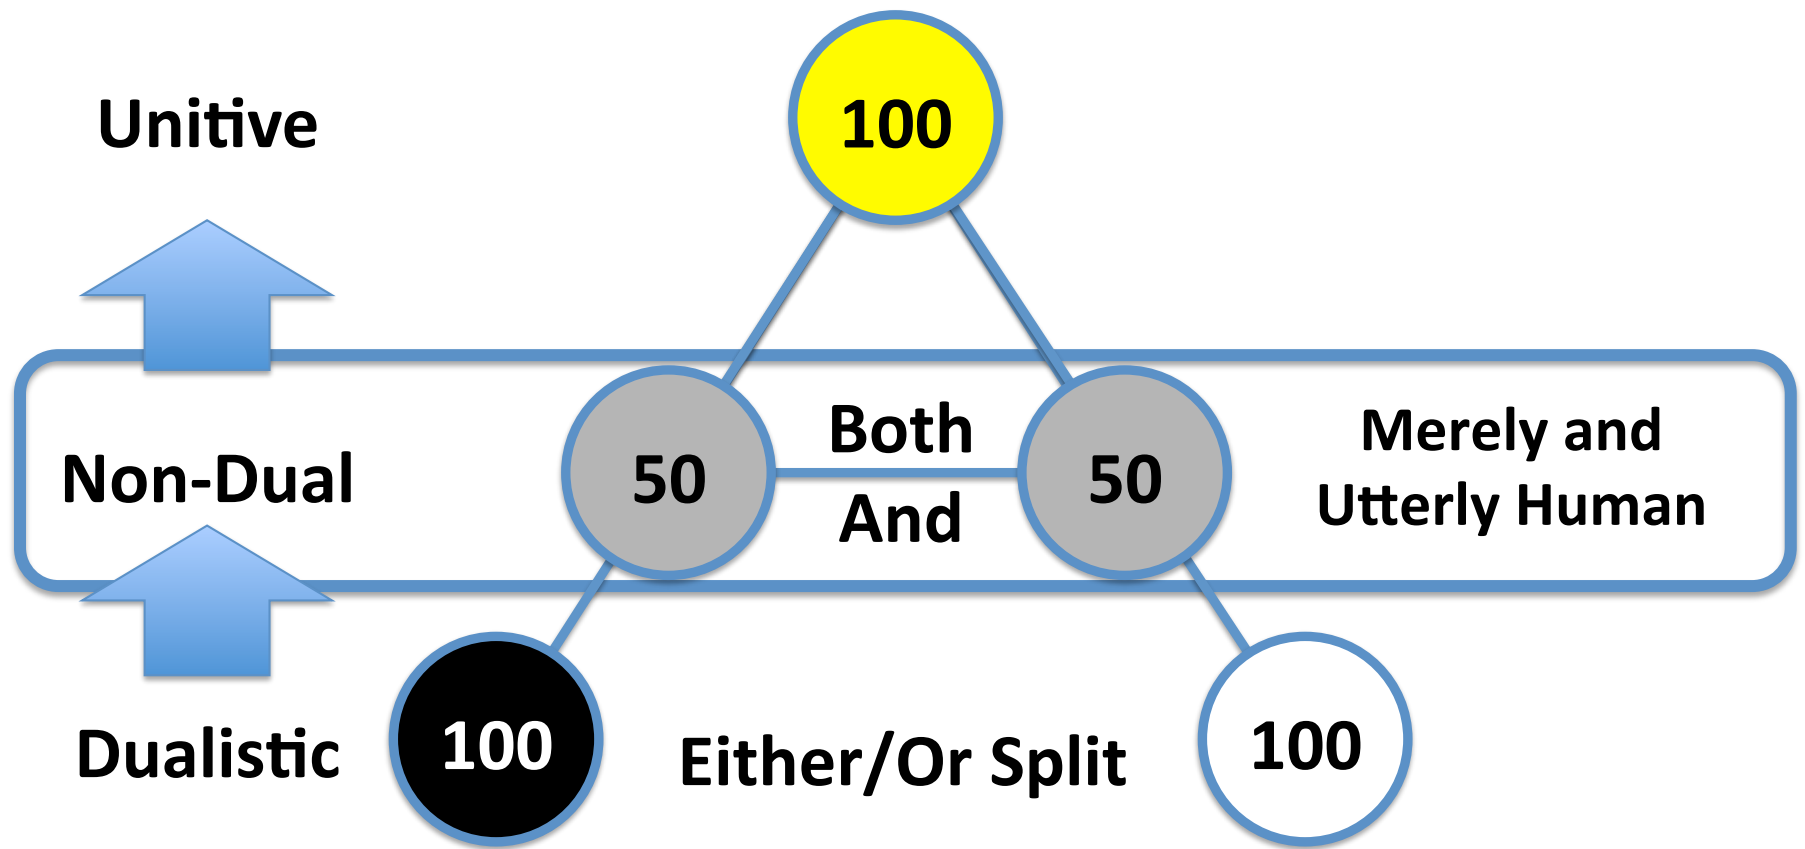 100
Unitive
Both
Merely and
Non-Dual
50
50
Utterly Human
And
Dualistic
100
Either/Or Split
100